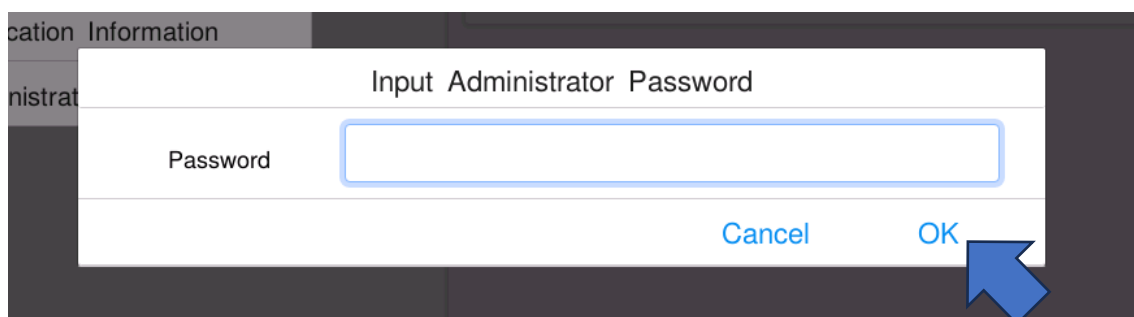 cation Information
nistrat
Input Administrator Password
Password
Cancel OK